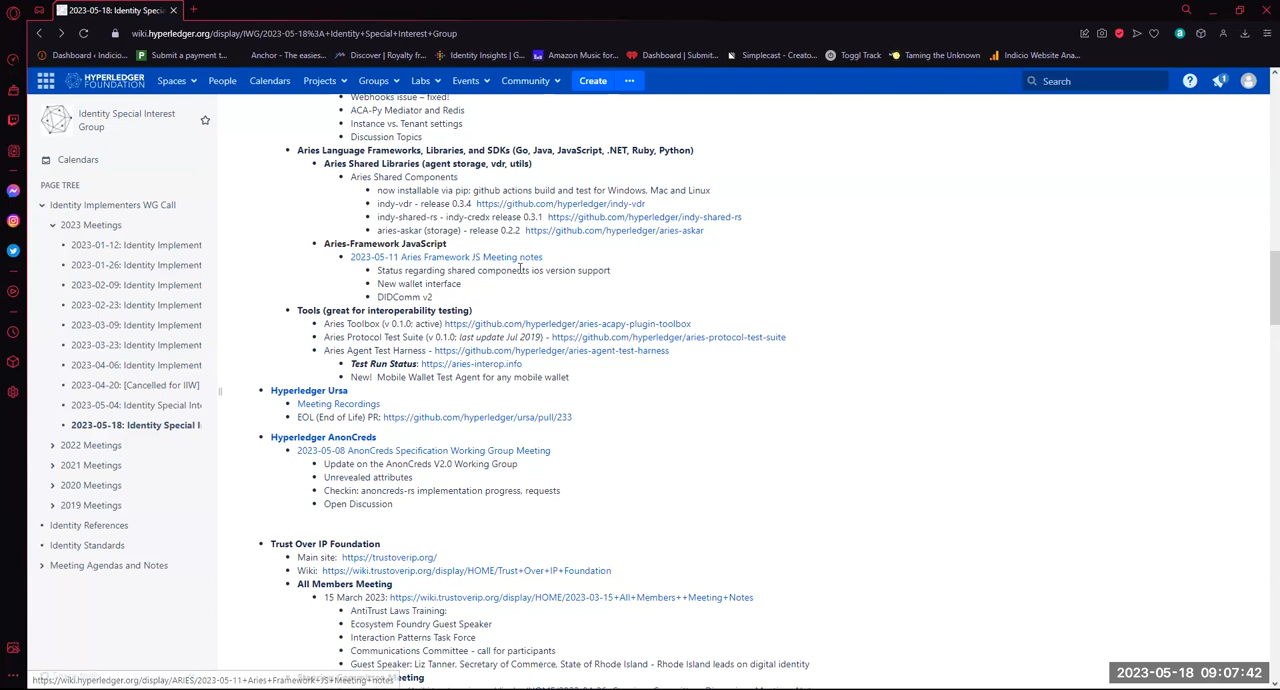 2023-05-18: Identity Speci
wiki.hyperledger.org/display/IWG/2023-05-18%3A+Identity+Special+Interest+Group
Dashboard ‹ Indicio...
Submit a payment t...
Anchor - The easies...
Discover | Royalty fr...
Identity Insights | G...
Amazon Music for...
Dashboard | Submit...
Simplecast - Creato...
Toggl Track
Taming the Unknown
Indicio Website Ana...
HYPERLEDGER
FOUNDATION
Spaces
People
Calendars
Projects
Groups
Labs
Events
Community
Create
Search
Identity Special Interest
Group
Calendars
PAGE TREE
Identity Implementers WG Call
2023 Meetings
2023-01-12: Identity Implement
2023-01-26: Identity Implement
2023-02-09: Identity Implement
2023-02-23: Identity Implement
2023-03-09: Identity Implement
2023-03-23: Identity Implement
2023-04-06: Identity Implement
2023-04-20: [Cancelled for IIW]
2023-05-04: Identity Special Int
2023-05-18: Identity Special I
2022 Meetings
2021 Meetings
2020 Meetings
2019 Meetings
Identity References
Identity Standards
Meeting Agendas and Notes
Webhooks issue – fixed!
ACA-Py Mediator and Redis
Instance vs. Tenant settings
Discussion Topics
Aries Language Frameworks, Libraries, and SDKs (Go, Java, JavaScript, .NET, Ruby, Python)
Aries Shared Libraries (agent storage, vdr, utils)
Aries Shared Components
now installable via pip: github actions build and test for Windows, Mac and Linux
indy-vdr - release 0.3.4 https://github.com/hyperledger/indy-vdr
indy-shared-rs - indy-credx release 0.3.1 https://github.com/hyperledger/indy-shared-rs
aries-askar (storage) - release 0.2.2 https://github.com/hyperledger/aries-askar
Aries-Framework JavaScript
2023-05-11 Aries Framework JS Meeting notes
Status regarding shared components ios version support
New wallet interface
DIDComm v2
Tools (great for interoperability testing)
Aries Toolbox (v 0.1.0; active) https://github.com/hyperledger/aries-acapy-plugin-toolbox
Aries Protocol Test Suite (v 0.1.0; last update Jul 2019) - https://github.com/hyperledger/aries-protocol-test-suite
Aries Agent Test Harness - https://github.com/hyperledger/aries-agent-test-harness
Test Run Status: https://aries-interop.info
New! Mobile Wallet Test Agent for any mobile wallet
Hyperledger Ursa
Meeting Recordings
EOL (End of Life) PR: https://github.com/hyperledger/ursa/pull/233
Hyperledger AnonCreds
2023-05-08 AnonCreds Specification Working Group Meeting
Update on the AnonCreds V2.0 Working Group
Unrevealed attributes
Checkin: anoncreds-rs implementation progress, requests
Open Discussion
Trust Over IP Foundation
Main site: https://trustoverip.org/
Wiki: https://wiki.trustoverip.org/display/HOME/Trust+Over+IP+Foundation
All Members Meeting
15 March 2023: https://wiki.trustoverip.org/display/HOME/2023-03-15+All+Members++Meeting+Notes
AntiTrust Laws Training:
Ecosystem Foundry Guest Speaker
Interaction Patterns Task Force
Communications Committee - call for participants
Guest Speaker: Liz Tanner, Secretary of Commerce, State of Rhode Island - Rhode Island leads on digital identity
https://wiki.hyperledger.org/display/ARIES/2023-05-11+Aries+Framework+JS+Meeting+notes
2023-05-18 09:07:42